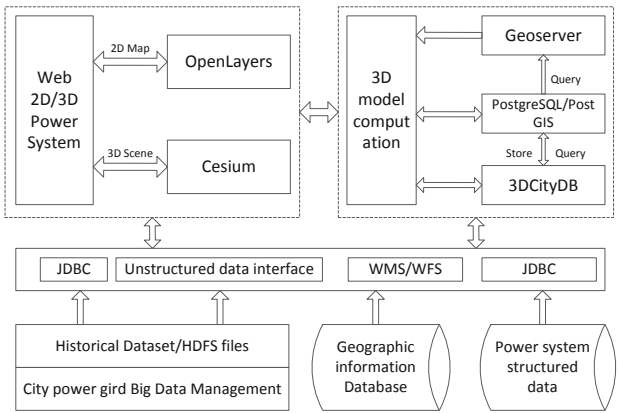 Web
2D/3D
Power
System
2D Map
OpenLayers
3D Scene
Cesium
3D
model
comput
ation
Geoserver
Query
PostgreSQL/Post
GIS
Store Query
3DCityDB
JDBC
Unstructured data interface
WMS/WFS
JDBC
Historical Dataset/HDFS files
City power gird Big Data Management
Geographic
information
Database
Power system
structured
data